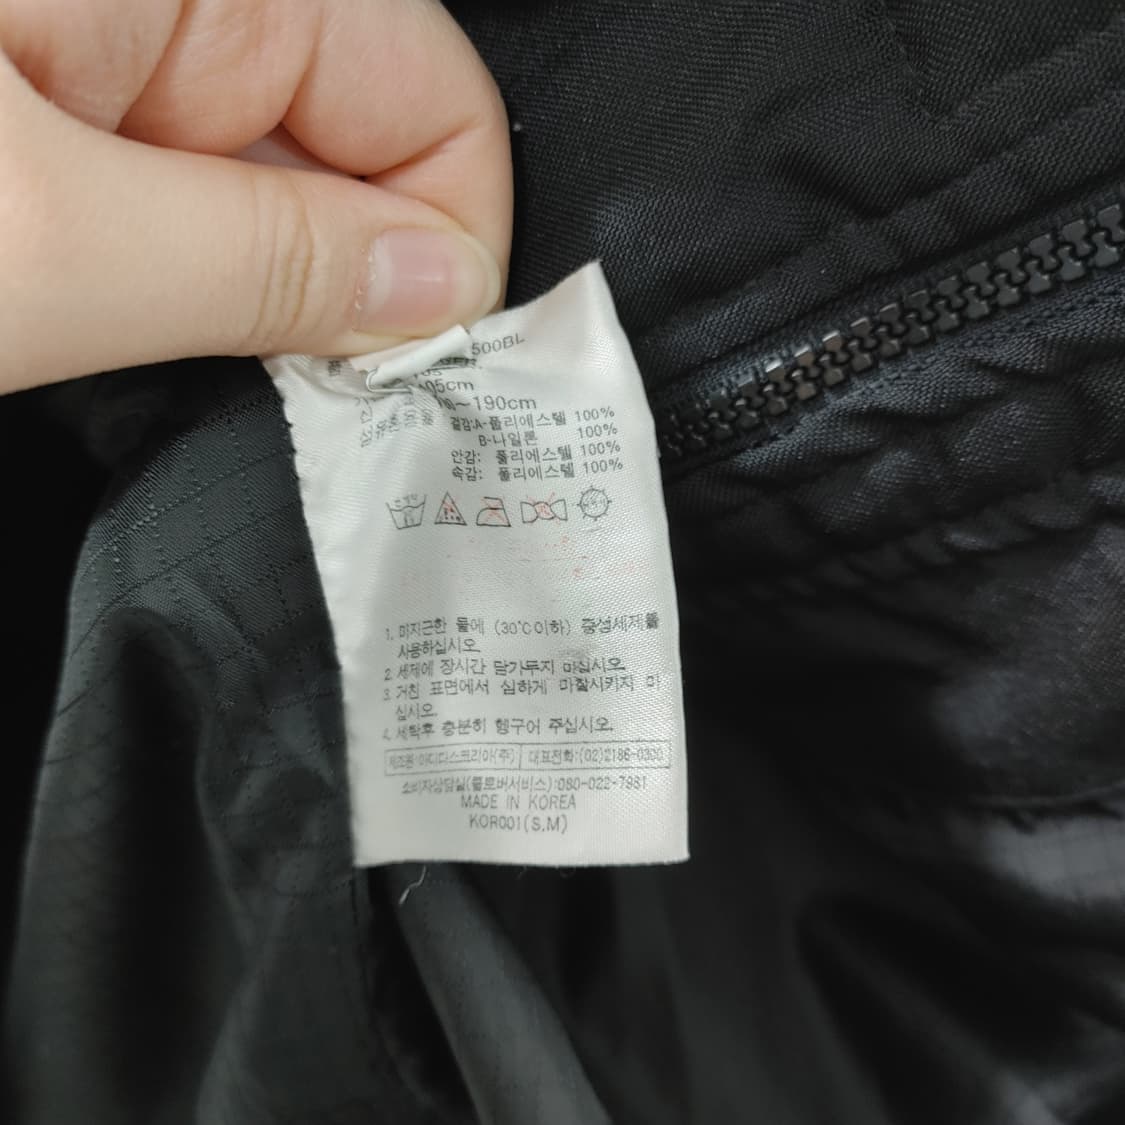 500BL
105cm
~190cm
겉감:A-폴리에스텔 100%
B-나일론 100%
안감: 폴리에스텔 100%
속감: 폴리에스텔 100%
1. 미지근한 물에 (30℃이하) 중성세제를
사용하십시오.
2. 세제에 장시간 담가두지 마십시오.
3. 거친 표면에서 심하게 마찰시키지 마
십시오.
4. 세탁후 충분히 헹구어 주십시오.
제조원:아디다스코리아(주) 대표전화:(02)2186-0300
소비자상담실(클로버서비스):080-022-7981
MADE IN KOREA
KOR001(S.M)